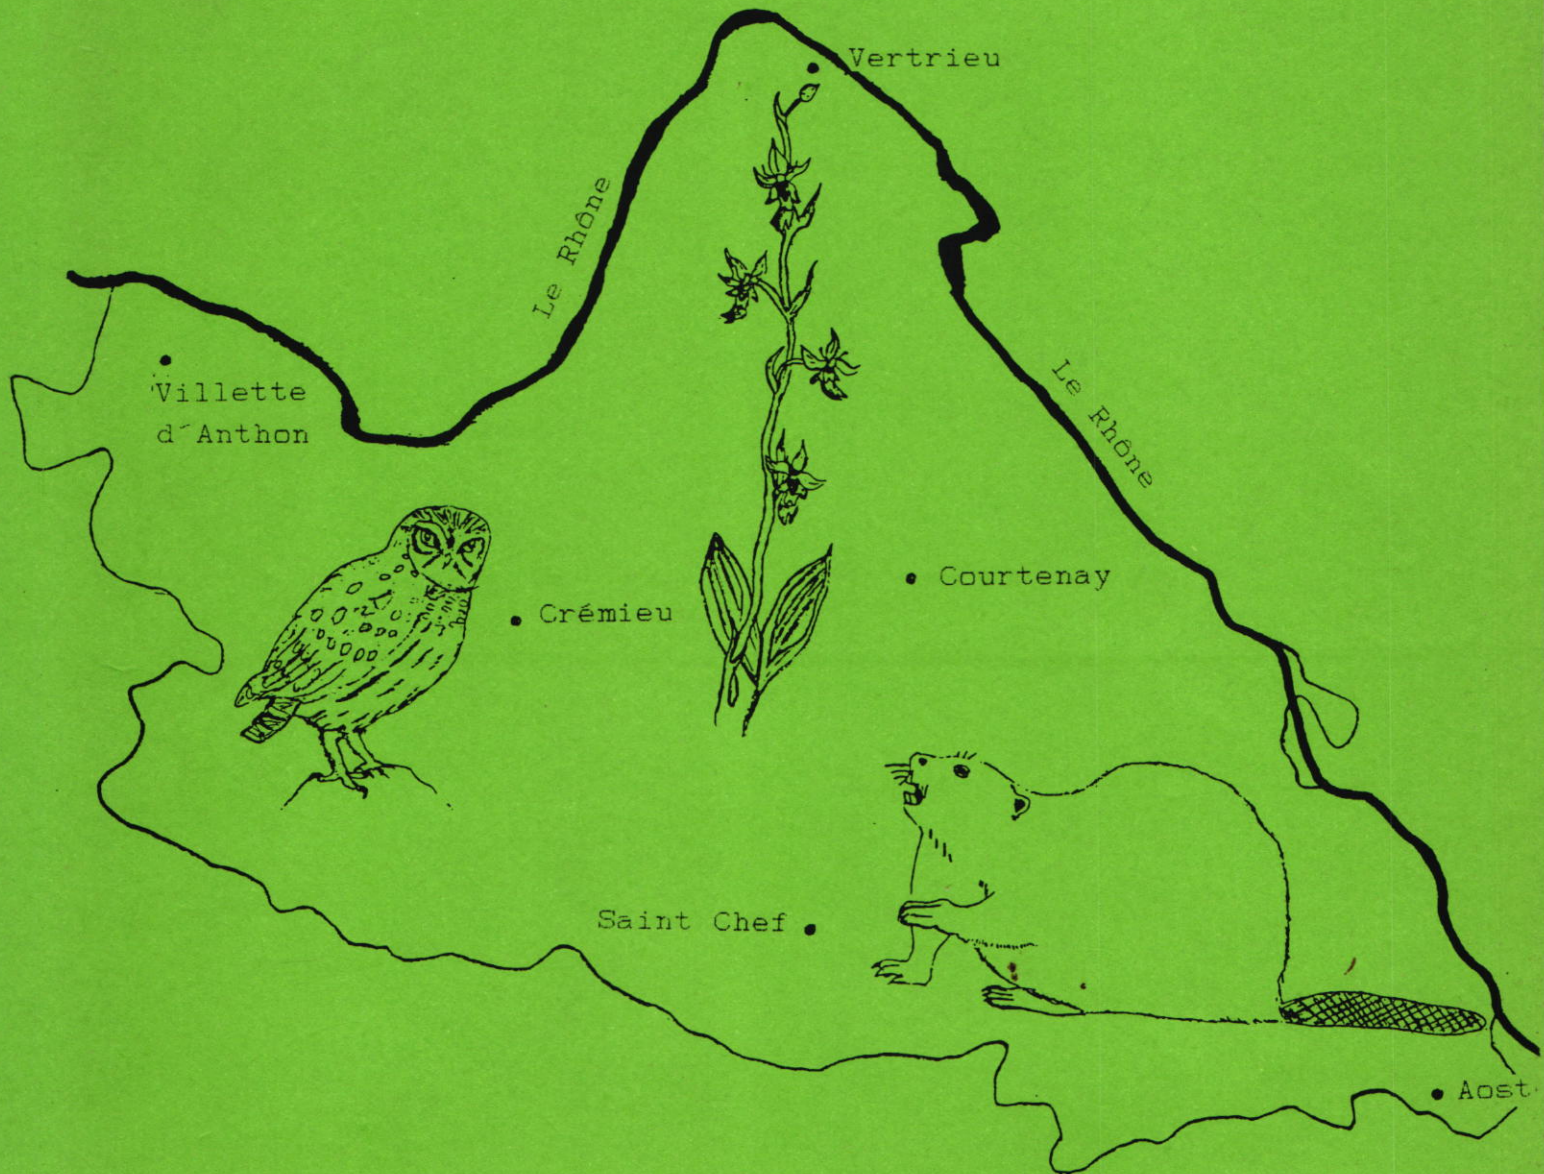 Vertrieu
Le Rhône
Villette
d´Anthon
Le Rhône
Courtenay
Crémieu
Saint Chef
Aost